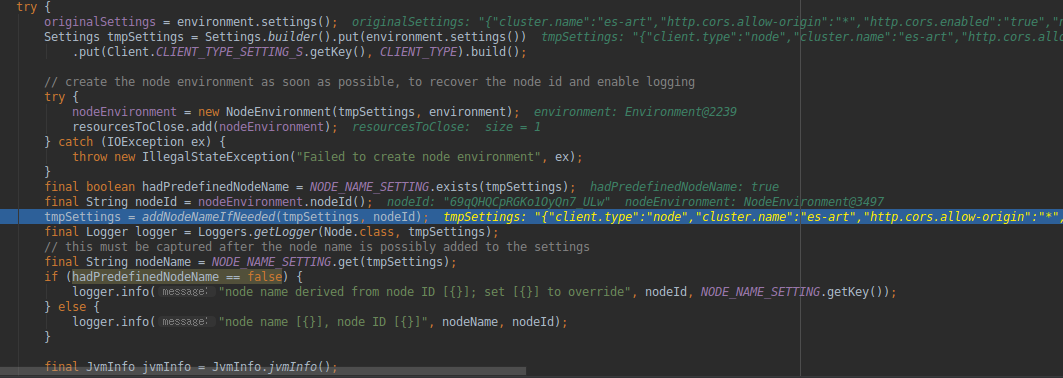 try {
originalSettings = environment.settings();  originalSettings: "{"cluster.name":"es-art","http.cors.allow-origin":"*","http.cors.enabled":"true","n
Settings tmpSettings = Settings.builder().put(environment.settings())  tmpSettings: "{"client.type":"node","cluster.name":"es-art","http.cors.allo
.put(Client.CLIENT_TYPE_SETTING_S.getKey(), CLIENT_TYPE).build();
// create the node environment as soon as possible, to recover the node id and enable logging
try {
nodeEnvironment = new NodeEnvironment(tmpSettings, environment);  environment: Environment@2239
resourcesToClose.add(nodeEnvironment);  resourcesToClose:  size = 1
} catch (IOException ex) {
throw new IllegalStateException("Failed to create node environment", ex);
}
final boolean hadPredefinedNodeName = NODE_NAME_SETTING.exists(tmpSettings);  hadPredefinedNodeName: true
final String nodeId = nodeEnvironment.nodeId();  nodeId: "69qQHQCpRGKo1OyQn7_ULw"  nodeEnvironment: NodeEnvironment@3497
tmpSettings = addNodeNameIfNeeded(tmpSettings, nodeId);  tmpSettings: "{"client.type":"node","cluster.name":"es-art","http.cors.allow-origin":"*",
final Logger logger = Loggers.getLogger(Node.class, tmpSettings);
// this must be captured after the node name is possibly added to the settings
final String nodeName = NODE_NAME_SETTING.get(tmpSettings);
if (hadPredefinedNodeName == false) {
logger.info( message: "node name derived from node ID [{}]; set [{}] to override", nodeId, NODE_NAME_SETTING.getKey());
} else {
logger.info( message: "node name [{}], node ID [{}]", nodeName, nodeId);
}
final JvmInfo jvmInfo = JvmInfo.jvmInfo();